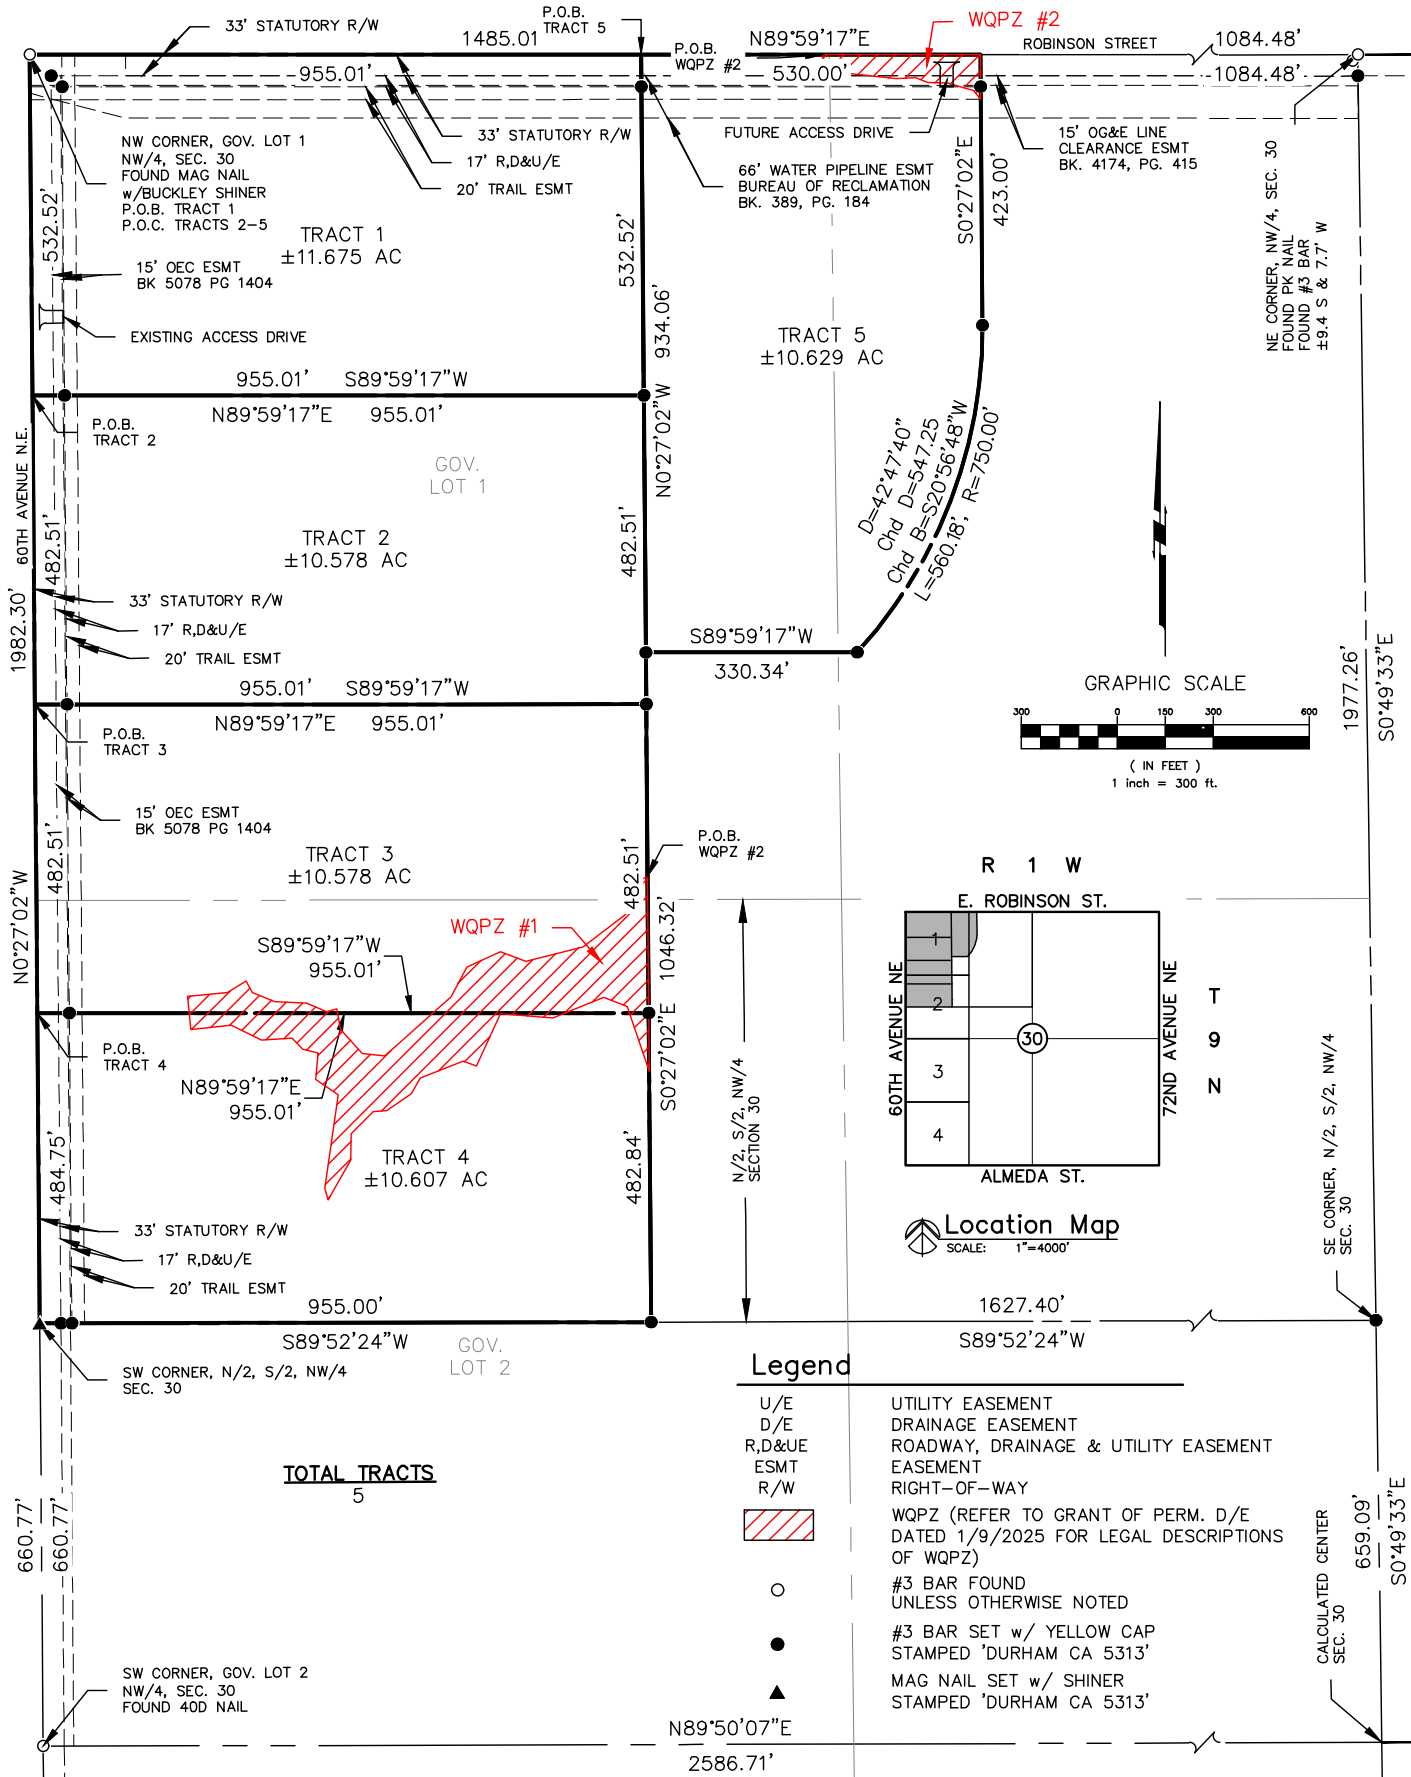 33' STATUTORY R/W
P.O.B.
TRACT 5
1485.01
P.O.B.
WQPZ #2
N89°59'17"E
WQPZ #2
ROBINSON STREET
1084.48'
955.01'
530.00'
1084.48'
NW CORNER, GOV. LOT 1
NW/4, SEC. 30
FOUND MAG NAIL
w/BUCKLEY SHINER
P.O.B. TRACT 1
P.O.C. TRACTS 2-5
33' STATUTORY R/W
17' R,D&U/E
20' TRAIL ESMT
FUTURE ACCESS DRIVE
66' WATER PIPELINE ESMT
BUREAU OF RECLAMATION
BK. 389, PG. 184
15' OG&E LINE
CLEARANCE ESMT
BK. 4174, PG. 415
S0°27'02"E
423.00'
NE CORNER, NW/4, SEC. 30
FOUND PK NAIL
FOUND #3 BAR
±9.4 S & 7.7' W
532.52'
TRACT 1
±11.675 AC
532.52'
15' OEC ESMT
BK 5078 PG 1404
EXISTING ACCESS DRIVE
934.06'
TRACT 5
±10.629 AC
955.01' S89°59'17"W
N89°59'17"E 955.01'
P.O.B.
TRACT 2
N0°27'02"W
60TH AVENUE N.E.
GOV.
LOT 1
D=42°47'40"
Chd D=547.25
Chd B=S20°56'48"W
L=560.18', R=750.00'
482.51'
TRACT 2
±10.578 AC
482.51'
33' STATUTORY R/W
17' R,D&U/E
20' TRAIL ESMT
1982.30'
S89°59'17"W
330.34'
955.01' S89°59'17"W
N89°59'17"E 955.01'
P.O.B.
TRACT 3
GRAPHIC SCALE
300 0 150 300 600
( IN FEET )
1 inch = 300 ft.
1977.26'
S0°49'33"E
15' OEC ESMT
BK 5078 PG 1404
482.51'
TRACT 3
±10.578 AC
482.51'
P.O.B.
WQPZ #2
N0°27'02"W
WQPZ #1
S89°59'17"W
955.01'
1046.32'
S0°27'02"E
R 1 W
E. ROBINSON ST.
60TH AVENUE NE
1
2
30
3
4
72ND AVENUE NE
T
9
N
ALMEDA ST.
Location Map
SCALE: 1"=4000'
P.O.B.
TRACT 4
N89°59'17"E
955.01'
N/2, S/2, NW/4
SECTION 30
484.75'
TRACT 4
±10.607 AC
482.84'
33' STATUTORY R/W
17' R,D&U/E
20' TRAIL ESMT
SE CORNER, N/2, S/2, NW/4
SEC. 30
955.00'
S89°52'24"W
1627.40'
S89°52'24"W
GOV.
LOT 2
SW CORNER, N/2, S/2, NW/4
SEC. 30
TOTAL TRACTS
5
Legend
U/E UTILITY EASEMENT
D/E DRAINAGE EASEMENT
R,D&UE ROADWAY, DRAINAGE & UTILITY EASEMENT
ESMT EASEMENT
R/W RIGHT-OF-WAY
WQPZ (REFER TO GRANT OF PERM. D/E
DATED 1/9/2025 FOR LEGAL DESCRIPTIONS
OF WQPZ)
#3 BAR FOUND
UNLESS OTHERWISE NOTED
#3 BAR SET w/ YELLOW CAP
STAMPED 'DURHAM CA 5313'
MAG NAIL SET w/ SHINER
STAMPED 'DURHAM CA 5313'
660.77'
660.77'
659.09'
S0°49'33"E
CALCULATED CENTER
SEC. 30
SW CORNER, GOV. LOT 2
NW/4, SEC. 30
FOUND 40D NAIL
N89°50'07"E
2586.71'